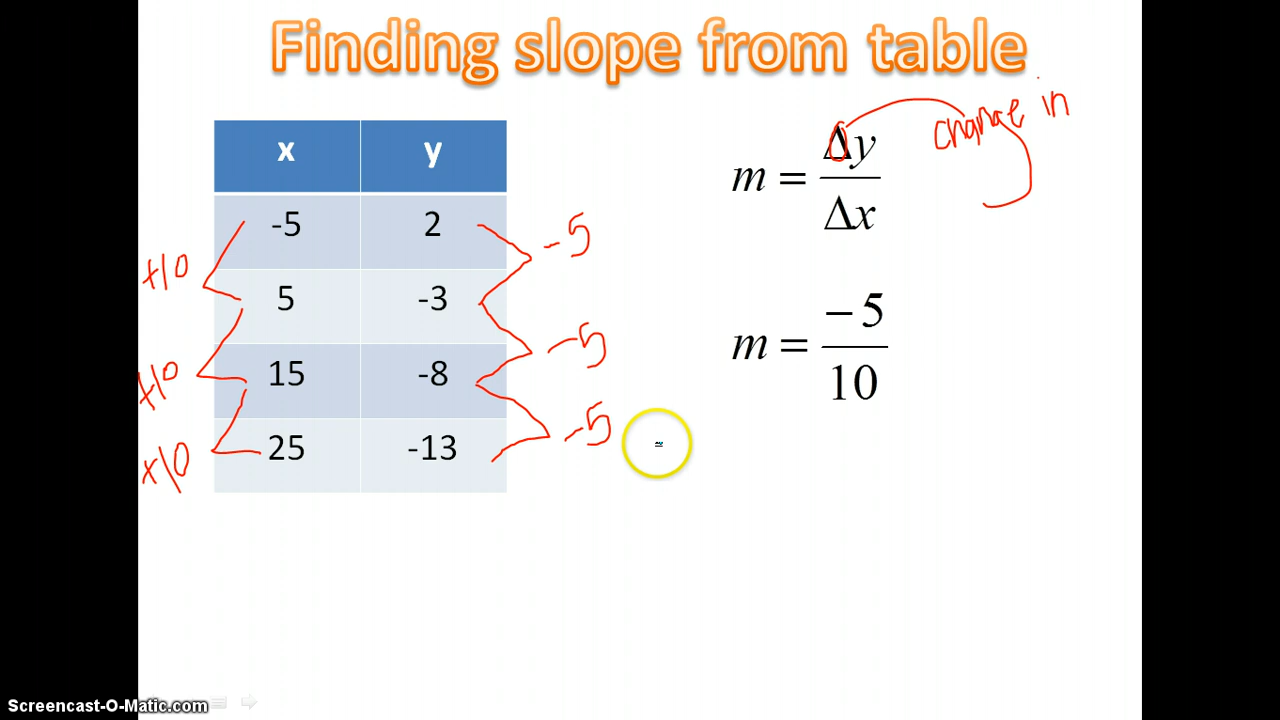 Finding slope from table
change in
x y
-5 2
5 -3
15 -8
25 -13
+10
+10
+10
-5
-5
-5
m = Δy
Δx
m = -5
10
Screencast-O-Matic.com